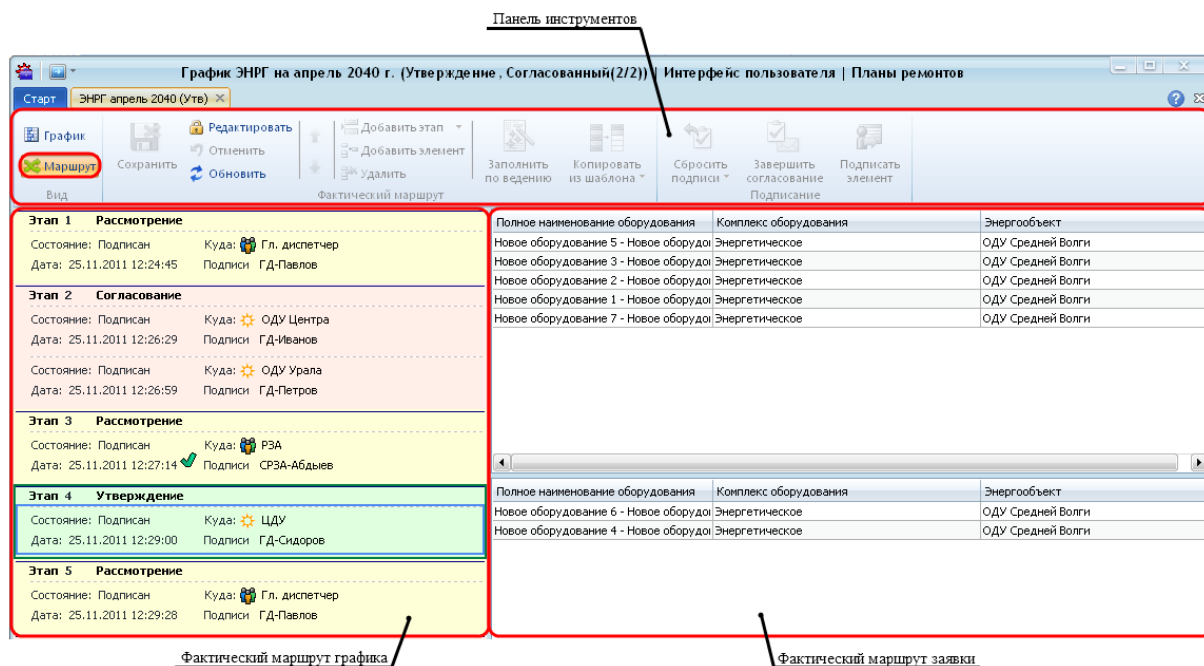 Панель инструментов
График ЭНРГ на апрель 2040 г. (Утверждение , Согласованный(2/2)) | Интерфейс пользователя | Планы ремонтов
Старт
ЭНРГ апрель 2040 (Утв)
График
Маршрут
Вид
Сохранить
Редактировать
Отменить
Обновить
Добавить этап
Добавить элемент
Удалить
Фактический маршрут
Заполнить по ведению
Копировать из шаблона
Сбросить подписи
Завершить согласование
Подписать элемент
Подписание
Этап 1 Рассмотрение
Состояние: Подписан Куда: Гл. диспетчер
Дата: 25.11.2011 12:24:45 Подписи ГД-Павлов
Этап 2 Согласование
Состояние: Подписан Куда: ОДУ Центра
Дата: 25.11.2011 12:26:29 Подписи ГД-Иванов
Состояние: Подписан Куда: ОДУ Урала
Дата: 25.11.2011 12:26:59 Подписи ГД-Петров
Этап 3 Рассмотрение
Состояние: Подписан Куда: РЗА
Дата: 25.11.2011 12:27:14 Подписи СРЗА-Абдыев
Этап 4 Утверждение
Состояние: Подписан Куда: ЦДУ
Дата: 25.11.2011 12:29:00 Подписи ГД-Сидоров
Этап 5 Рассмотрение
Состояние: Подписан Куда: Гл. диспетчер
Дата: 25.11.2011 12:29:28 Подписи ГД-Павлов
Полное наименование оборудования Комплекс оборудования Энергообъект
Новое оборудование 5 - Новое оборудо Энергетическое ОДУ Средней Волги
Новое оборудование 3 - Новое оборудо Энергетическое ОДУ Средней Волги
Новое оборудование 2 - Новое оборудо Энергетическое ОДУ Средней Волги
Новое оборудование 1 - Новое оборудо Энергетическое ОДУ Средней Волги
Новое оборудование 7 - Новое оборудо Энергетическое ОДУ Средней Волги
Полное наименование оборудования Комплекс оборудования Энергообъект
Новое оборудование 6 - Новое оборудо Энергетическое ОДУ Средней Волги
Новое оборудование 4 - Новое оборудо Энергетическое ОДУ Средней Волги
Фактический маршрут графика
Фактический маршрут заявки